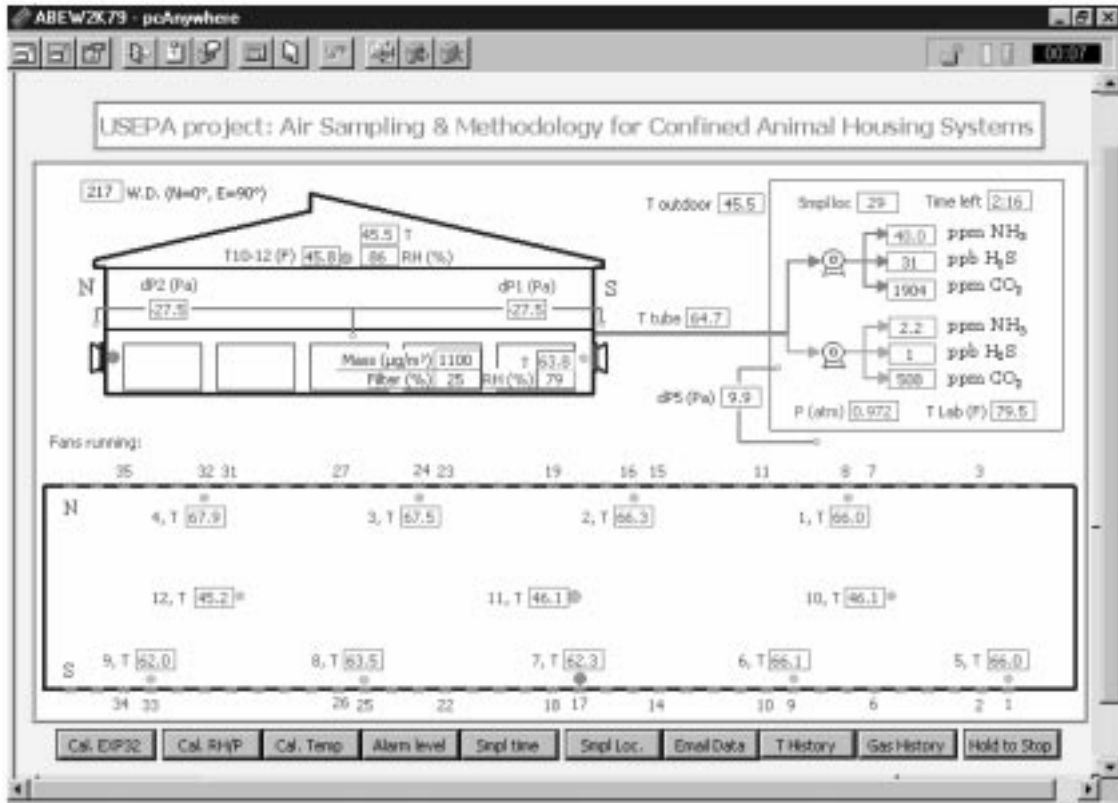 ABEW2K79 - pcAnywhere
00:07
USEPA project: Air Sampling & Methodology for Confined Animal Housing Systems
217 W.D. (N=0°, E=90°)
T outdoor 45.5
Smpl loc 29 Time left 2:16
45.5 T
T10-12 (F) 45.8 86 RH (%)
40.0 ppm NH₃
31 ppb H₂S
1904 ppm CO₂
N dP2 (Pa) dP1 (Pa) S
-27.5 -27.5
T tube 64.7
2.2 ppm NH₃
1 ppb H₂S
508 ppm CO₂
Mass (µg/m³) 1100 T 63.8
Filter (%) 25 RH (%) 79
dP5 (Pa) 9.9
P (atm) 0.972 T Lab (F) 79.5
Fans running:
35 32 31 27 24 23 19 16 15 11 8 7 3
N
4, T 67.9 3, T 67.5 2, T 66.3 1, T 66.0
12, T 45.2 11, T 46.1 10, T 46.1
9, T 62.0 8, T 63.5 7, T 62.3 6, T 66.1 5, T 66.0
S
34 33 26 25 22 18 17 14 10 9 6 2 1
Cal. EXP32 Cal. RH/P Cal. Temp Alarm level Smpl time Smpl Loc. Email Data T History Gas History Hold to Stop